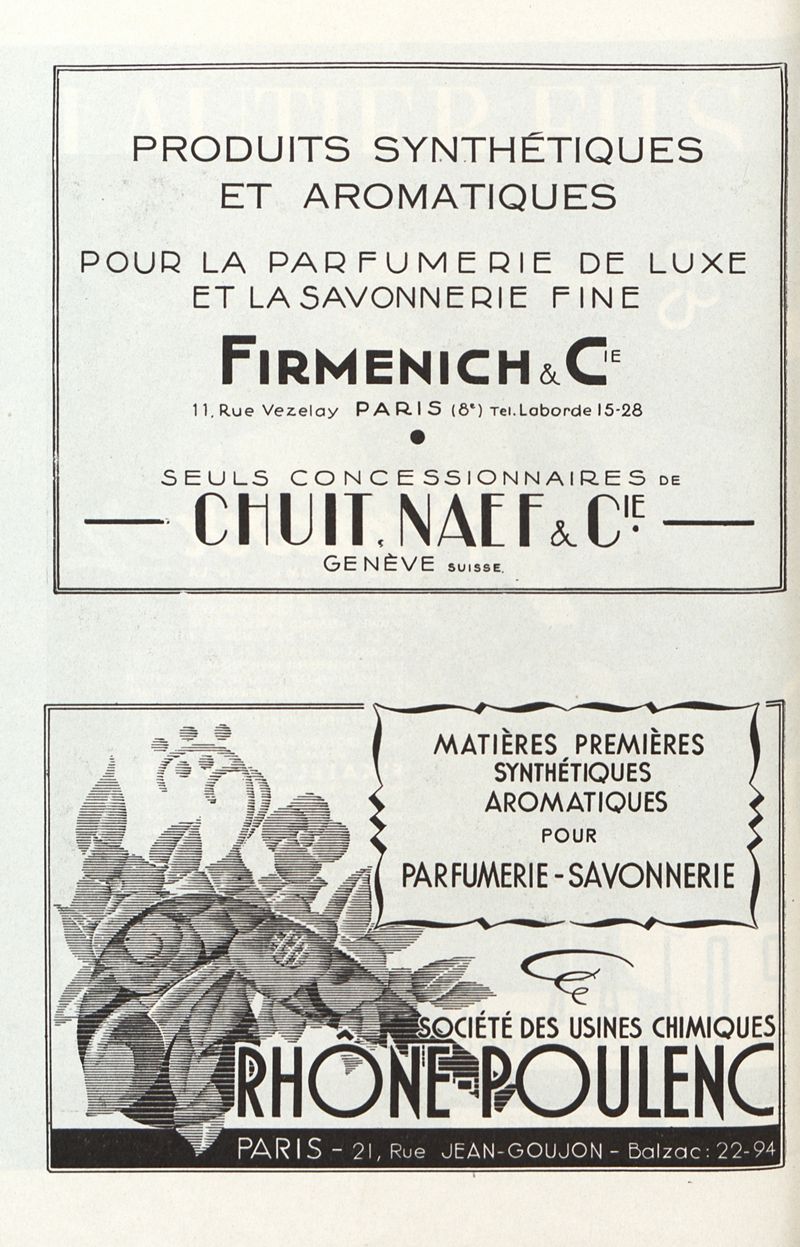 PRODUITS SYNTHÉTIQUES
ET AROMATIQUES
POUR LA PARFUMERIE DE LUXE
ET LA SAVONNERIE FINE
FIRMENICH & CIE
11, Rue Vezelay PARIS (8e) Tel. Laborde 15-28
SEULS CONCESSIONNAIRES DE
CHUIT, NAEF & CIE.
GENÈVE SUISSE.
MATIÈRES PREMIÈRES
SYNTHÉTIQUES
AROMATIQUES
POUR
PARFUMERIE - SAVONNERIE
SOCIÉTÉ DES USINES CHIMIQUES
RHÔNE-POULENC
PARIS - 21, Rue JEAN-GOUJON - Balzac: 22-94